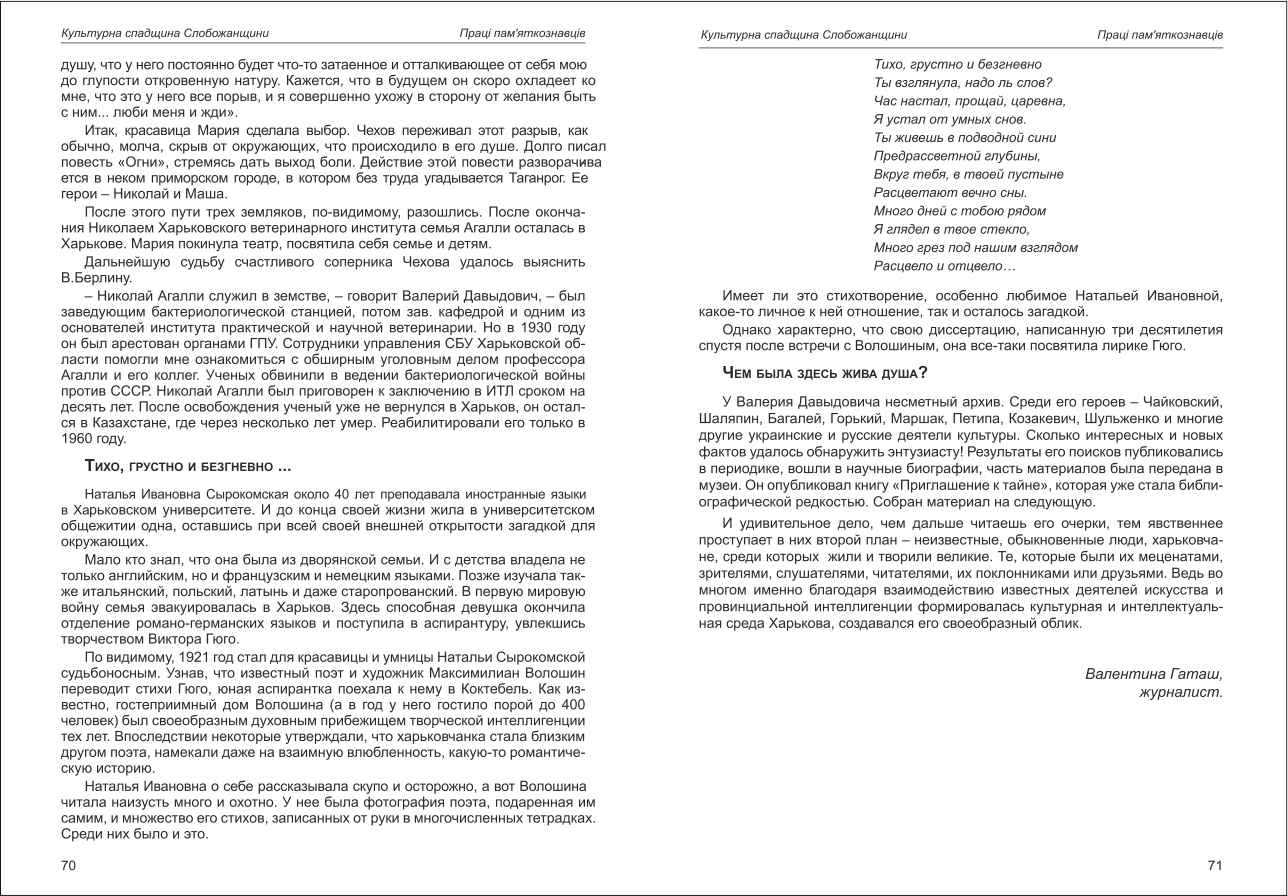 Культурна спадщина Слобожанщини Праці пам'яткознавців
душу, что у него постоянно будет что-то затаенное и отталкивающее от себя мою
до глупости откровенную натуру. Кажется, что в будущем он скоро охладеет ко
мне, что это у него все порыв, и я совершенно ухожу в сторону от желания быть
с ним... люби меня и жди».
Итак, красавица Мария сделала выбор. Чехов переживал этот разрыв, как
обычно, молча, скрыв от окружающих, что происходило в его душе. Долго писал
повесть «Огни», стремясь дать выход боли. Действие этой повести разворачива
ется в неком приморском городе, в котором без труда угадывается Таганрог. Ее
герои – Николай и Маша.
После этого пути трех земляков, по-видимому, разошлись. После оконча-
ния Николаем Харьковского ветеринарного института семья Агалли осталась в
Харькове. Мария покинула театр, посвятила себя семье и детям.
Дальнейшую судьбу счастливого соперника Чехова удалось выяснить
В.Берлину.
– Николай Агалли служил в земстве, – говорит Валерий Давыдович, – был
заведующим бактериологической станцией, потом зав. кафедрой и одним из
основателей института практической и научной ветеринарии. Но в 1930 году
он был арестован органами ГПУ. Сотрудники управления СБУ Харьковской об-
ласти помогли мне ознакомиться с обширным уголовным делом профессора
Агалли и его коллег. Ученых обвинили в ведении бактериологической войны
против СССР. Николай Агалли был приговорен к заключению в ИТЛ сроком на
десять лет. После освобождения ученый уже не вернулся в Харьков, он остал-
ся в Казахстане, где через несколько лет умер. Реабилитировали его только в
1960 году.
Тихо, грустно и безгневно ...
Наталья Ивановна Сырокомская около 40 лет преподавала иностранные языки
в Харьковском университете. И до конца своей жизни жила в университетском
общежитии одна, оставшись при всей своей внешней открытости загадкой для
окружающих.
Мало кто знал, что она была из дворянской семьи. И с детства владела не
только английским, но и французским и немецким языками. Позже изучала так-
же итальянский, польский, латынь и даже старопрованский. В первую мировую
войну семья эвакуировалась в Харьков. Здесь способная девушка окончила
отделение романо-германских языков и поступила в аспирантуру, увлекшись
творчеством Виктора Гюго.
По видимому, 1921 год стал для красавицы и умницы Натальи Сырокомской
судьбоносным. Узнав, что известный поэт и художник Максимилиан Волошин
переводит стихи Гюго, юная аспирантка поехала к нему в Коктебель. Как из-
вестно, гостеприимный дом Волошина (а в год у него гостило порой до 400
человек) был своеобразным духовным прибежищем творческой интеллигенции
тех лет. Впоследствии некоторые утверждали, что харьковчанка стала близким
другом поэта, намекали даже на взаимную влюбленность, какую-то романтиче-
скую историю.
Наталья Ивановна о себе рассказывала скупо и осторожно, а вот Волошина
читала наизусть много и охотно. У нее была фотография поэта, подаренная им
самим, и множество его стихов, записанных от руки в многочисленных тетрадках.
Среди них было и это.
70
Культурна спадщина Слобожанщини Праці пам'яткознавців
Тихо, грустно и безгневно
Ты взглянула, надо ль слов?
Час настал, прощай, царевна,
Я устал от умных снов.
Ты живешь в подводной сини
Предрассветной глубины,
Вкруг тебя, в твоей пустыне
Расцветают вечно сны.
Много дней с тобою рядом
Я глядел в твое стекло,
Много грез под нашим взглядом
Расцвело и отцвело…
Имеет ли это стихотворение, особенно любимое Натальей Ивановной,
какое-то личное к ней отношение, так и осталось загадкой.
Однако характерно, что свою диссертацию, написанную три десятилетия
спустя после встречи с Волошиным, она все-таки посвятила лирике Гюго.
Чем была здесь жива душа?
У Валерия Давыдовича несметный архив. Среди его героев – Чайковский,
Шаляпин, Багалей, Горький, Маршак, Петипа, Козакевич, Шульженко и многие
другие украинские и русские деятели культуры. Сколько интересных и новых
фактов удалось обнаружить энтузиасту! Результаты его поисков публиковались
в периодике, вошли в научные биографии, часть материалов была передана в
музеи. Он опубликовал книгу «Приглашение к тайне», которая уже стала библи-
ографической редкостью. Собран материал на следующую.
И удивительное дело, чем дальше читаешь его очерки, тем явственнее
проступает в них второй план – неизвестные, обыкновенные люди, харьковча-
не, среди которых жили и творили великие. Те, которые были их меценатами,
зрителями, слушателями, читателями, их поклонниками или друзьями. Ведь во
многом именно благодаря взаимодействию известных деятелей искусства и
провинциальной интеллигенции формировалась культурная и интеллектуаль-
ная среда Харькова, создавался его своеобразный облик.
Валентина Гаташ,
журналист.
71